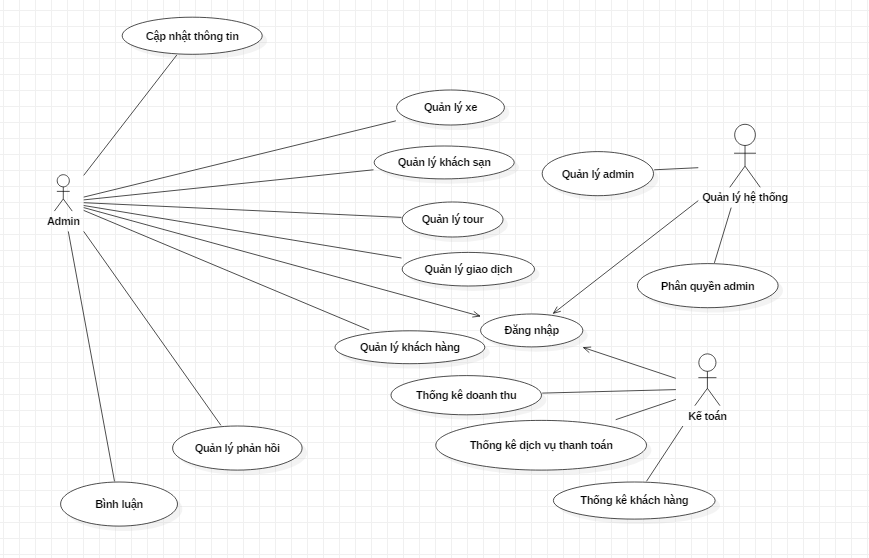 Cập nhật thông tin
Quản lý xe
Quản lý khách sạn
Quản lý admin
Quản lý hệ thống
Admin
Quản lý tour
Quản lý giao dịch
Phân quyền admin
Đăng nhập
Quản lý khách hàng
Thống kê doanh thu
Kế toán
Quản lý phản hồi
Thống kê dịch vụ thanh toán
Bình luận
Thống kê khách hàng